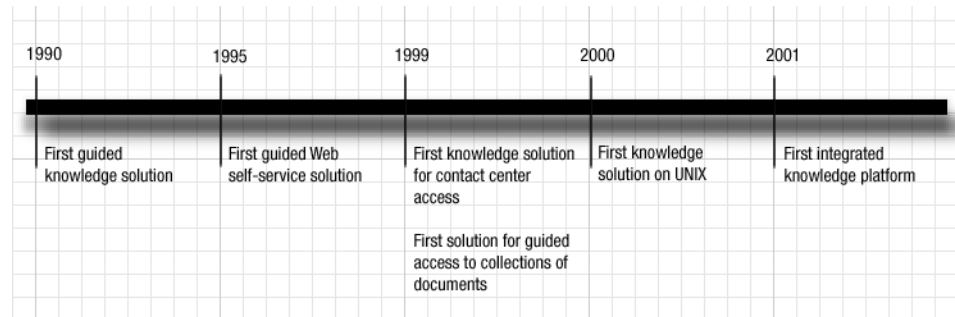 1990
1995
1999
2000
2001
First guided
knowledge solution
First guided Web
self-service solution
First knowledge solution
for contact center
access
First solution for guided
access to collections of
documents
First knowledge
solution on UNIX
First integrated
knowledge platform